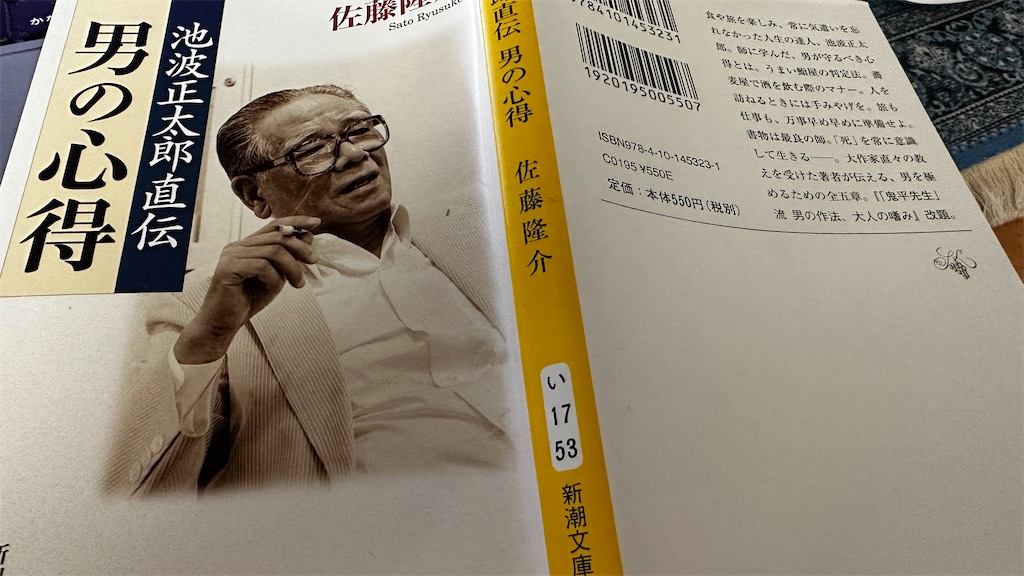 佐藤隆
Sato Ryusuke
池波正太郎直伝
男の心得
郎直伝 男の心得
佐藤隆介
い
17
53
新潮文庫
9784101453231
1920195005507
ISBN978-4-10-145323-1
C0195 ¥550E
定価：本体550円(税別)
食や旅を楽しみ、常に気遣いを忘
れなかった人生の達人、池波正太
郎。師に学んだ、男が守るべき心
得とは。うまい鮨屋の判定法。蕎
麦屋で酒を飲む際のマナー。人を
訪ねるときには手みやげを。旅も
仕事も、万事早め早めに準備せよ。
書物は最良の師。「死」を常に意識
して生きる――。大作家直々の教
えを受けた著者が伝える、男を極
めるための全五章。『「鬼平先生」
流 男の作法、大人の嗜み』改題。